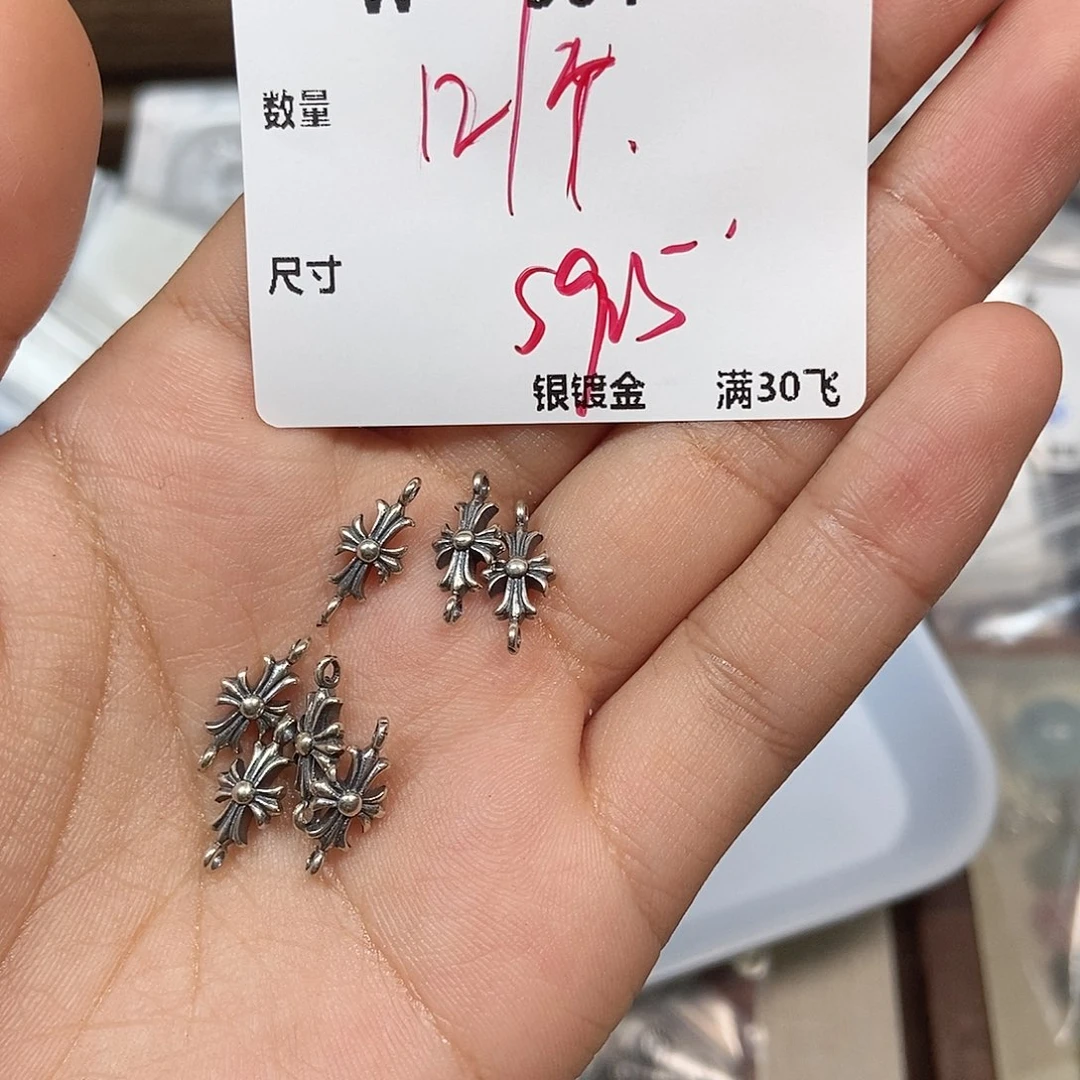 数量 12/个.
尺寸 S925
银镀金 满30飞